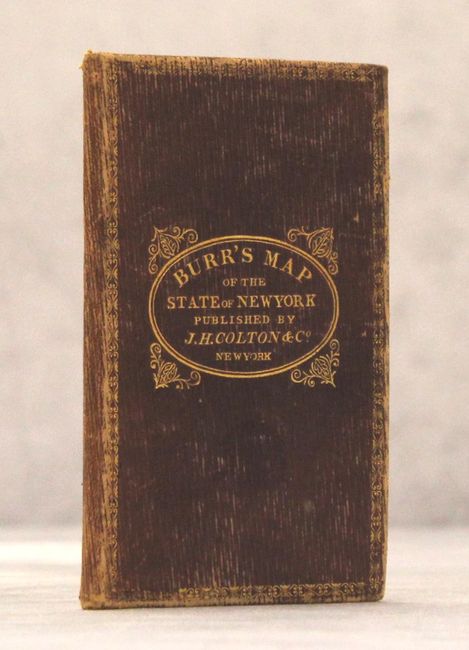 BURR'S MAP
OF THE
STATE OF NEW YORK
PUBLISHED BY
J.H. COLTON & Co
NEW YORK